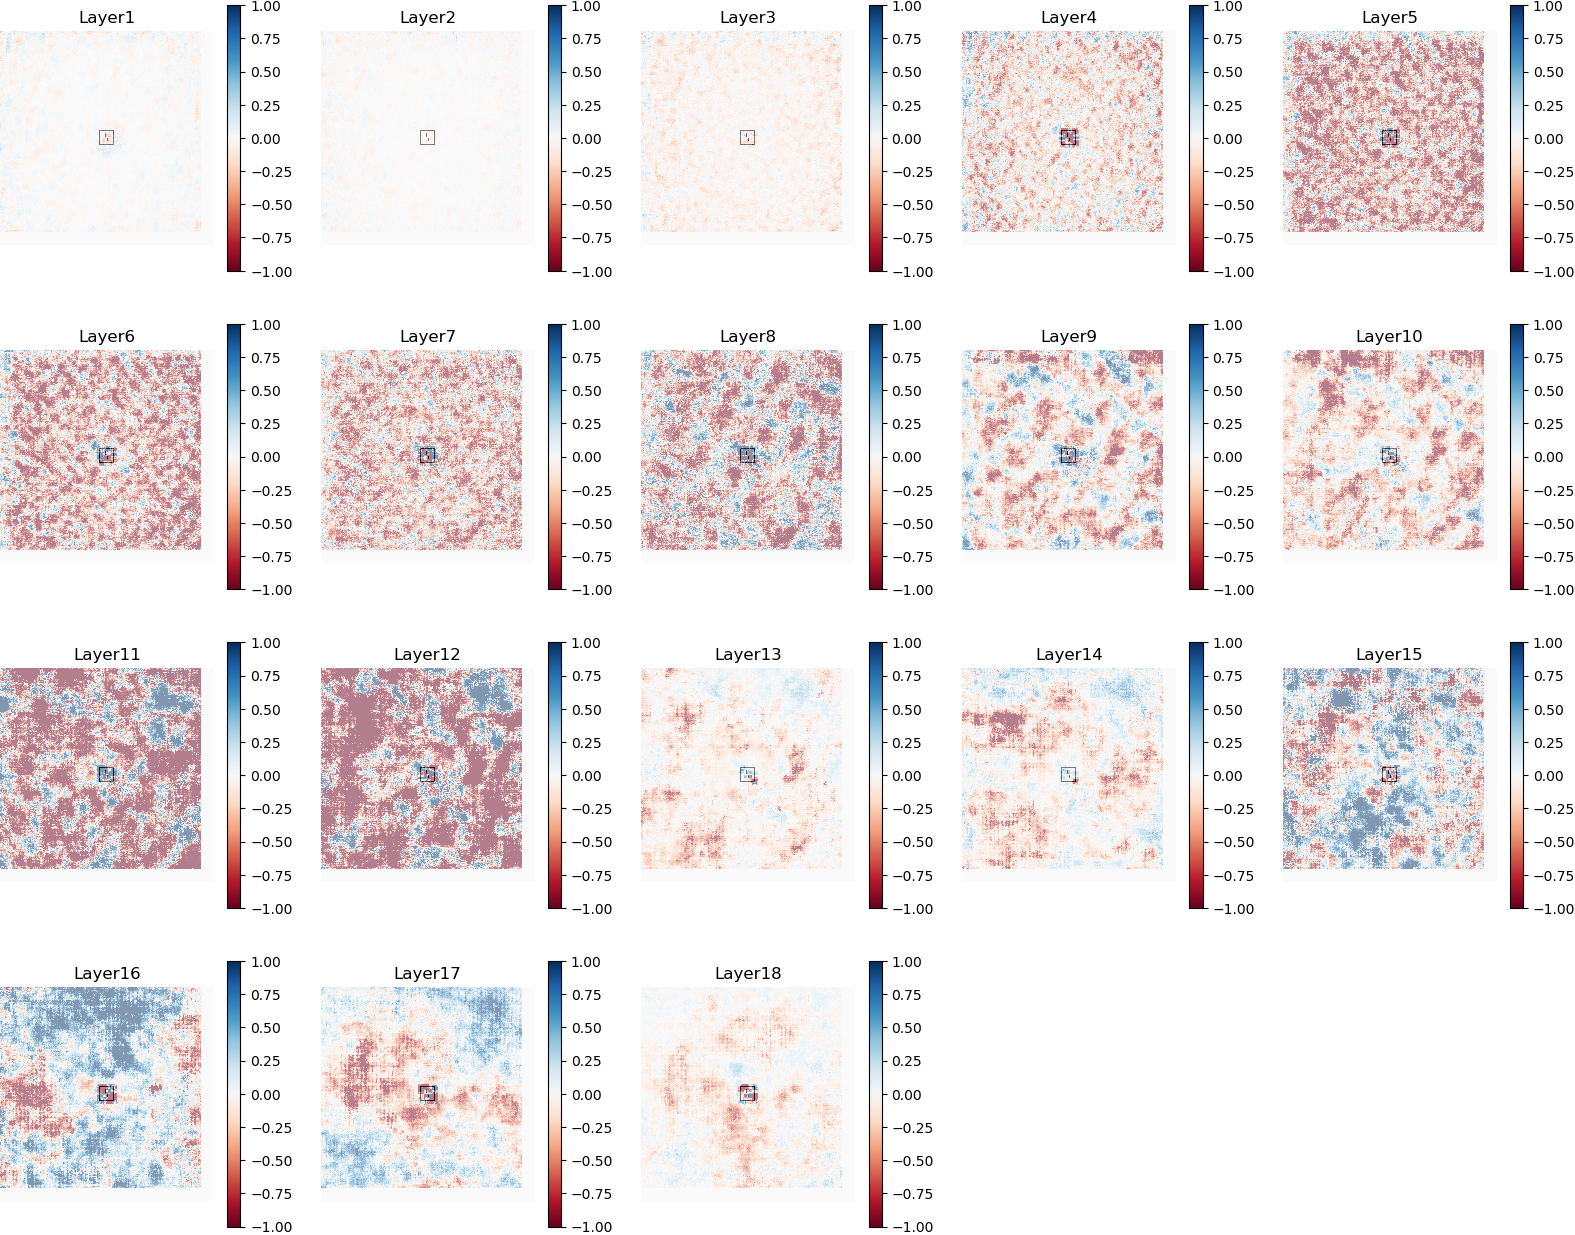 Layer1 Layer2 Layer3 Layer4 Layer5
1.00 1.00 1.00 1.00 1.00
0.75 0.75 0.75 0.75 0.75
0.50 0.50 0.50 0.50 0.50
0.25 0.25 0.25 0.25 0.25
0.00 0.00 0.00 0.00 0.00
−0.25 −0.25 −0.25 −0.25 −0.25
−0.50 −0.50 −0.50 −0.50 −0.50
−0.75 −0.75 −0.75 −0.75 −0.75
−1.00 −1.00 −1.00 −1.00 −1.00
Layer6 Layer7 Layer8 Layer9 Layer10
1.00 1.00 1.00 1.00 1.00
0.75 0.75 0.75 0.75 0.75
0.50 0.50 0.50 0.50 0.50
0.25 0.25 0.25 0.25 0.25
0.00 0.00 0.00 0.00 0.00
−0.25 −0.25 −0.25 −0.25 −0.25
−0.50 −0.50 −0.50 −0.50 −0.50
−0.75 −0.75 −0.75 −0.75 −0.75
−1.00 −1.00 −1.00 −1.00 −1.00
Layer11 Layer12 Layer13 Layer14 Layer15
1.00 1.00 1.00 1.00 1.00
0.75 0.75 0.75 0.75 0.75
0.50 0.50 0.50 0.50 0.50
0.25 0.25 0.25 0.25 0.25
0.00 0.00 0.00 0.00 0.00
−0.25 −0.25 −0.25 −0.25 −0.25
−0.50 −0.50 −0.50 −0.50 −0.50
−0.75 −0.75 −0.75 −0.75 −0.75
−1.00 −1.00 −1.00 −1.00 −1.00
Layer16 Layer17 Layer18
1.00 1.00 1.00
0.75 0.75 0.75
0.50 0.50 0.50
0.25 0.25 0.25
0.00 0.00 0.00
−0.25 −0.25 −0.25
−0.50 −0.50 −0.50
−0.75 −0.75 −0.75
−1.00 −1.00 −1.00